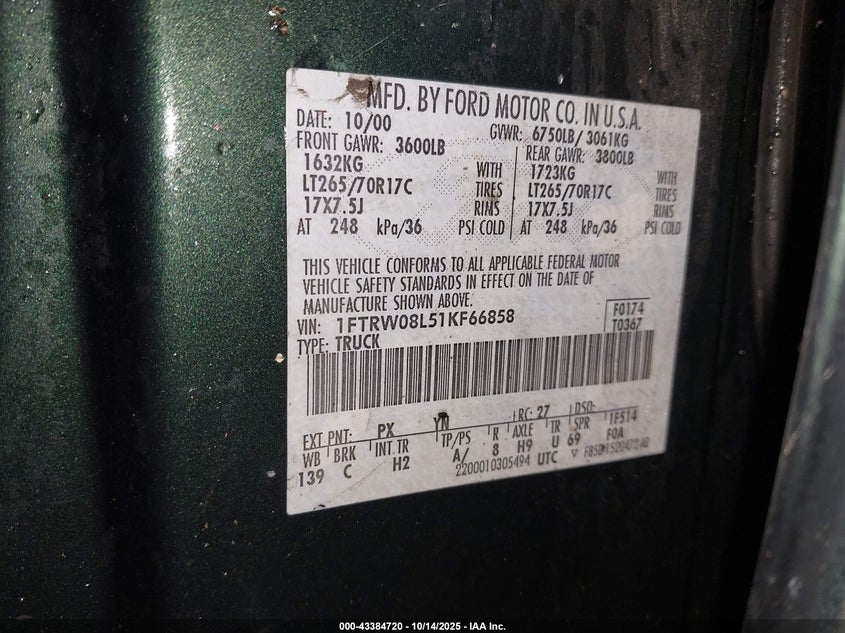 MFD. BY FORD MOTOR CO. IN U.S.A.
DATE: 10/00 GVWR: 6750LB/ 3061KG
FRONT GAWR: 3600LB REAR GAWR: 3800LB
1632KG WITH 1723KG WITH
LT265/70R17C TIRES LT265/70R17C TIRES
17X7.5J RIMS 17X7.5J RIMS
AT 248 kPa/36 PSI COLD AT 248 kPa/36 PSI COLD
THIS VEHICLE CONFORMS TO ALL APPLICABLE FEDERAL MOTOR
VEHICLE SAFETY STANDARDS IN EFFECT ON THE DATE OF
MANUFACTURE SHOWN ABOVE.
VIN: 1FTRW08L51KF66858 F0174
TYPE: TRUCK T0367
EXT PNT: PX YN RC: 27 DSO:
WB BRK INT.TR TP/PS R AXLE TR SPR 1F514
139 C H2 A/ 8 H9 U 69 F0A
2200010305494 UTC
000-43384720 - 10/14/2025 - IAA Inc.